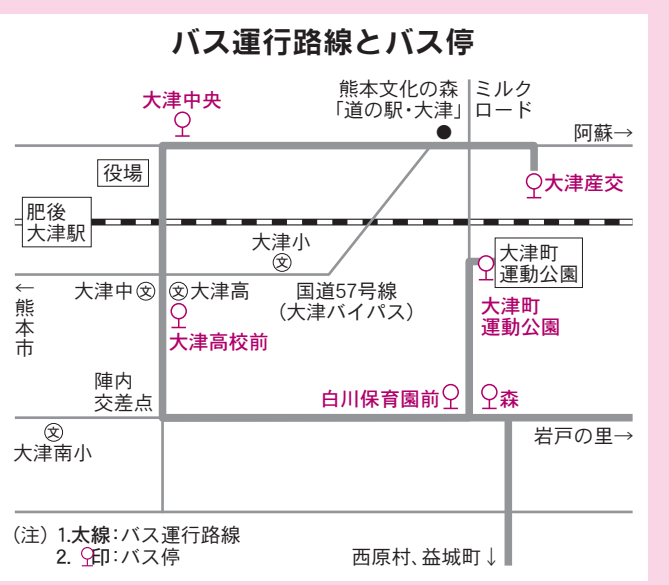 バス運行路線とバス停
大津中央
熊本文化の森
「道の駅・大津」
ミルク
ロード
阿蘇→
役場
大津産交
肥後
大津駅
大津小
文
大津町
運動公園
←
熊
本
市
大津中文
文大津高
国道57号線
（大津バイパス）
大津町
運動公園
大津高校前
陣内
交差点
白川保育園前
森
文
大津南小
岩戸の里→
（注）1.太線：バス運行路線
2. 印：バス停
西原村、益城町↓